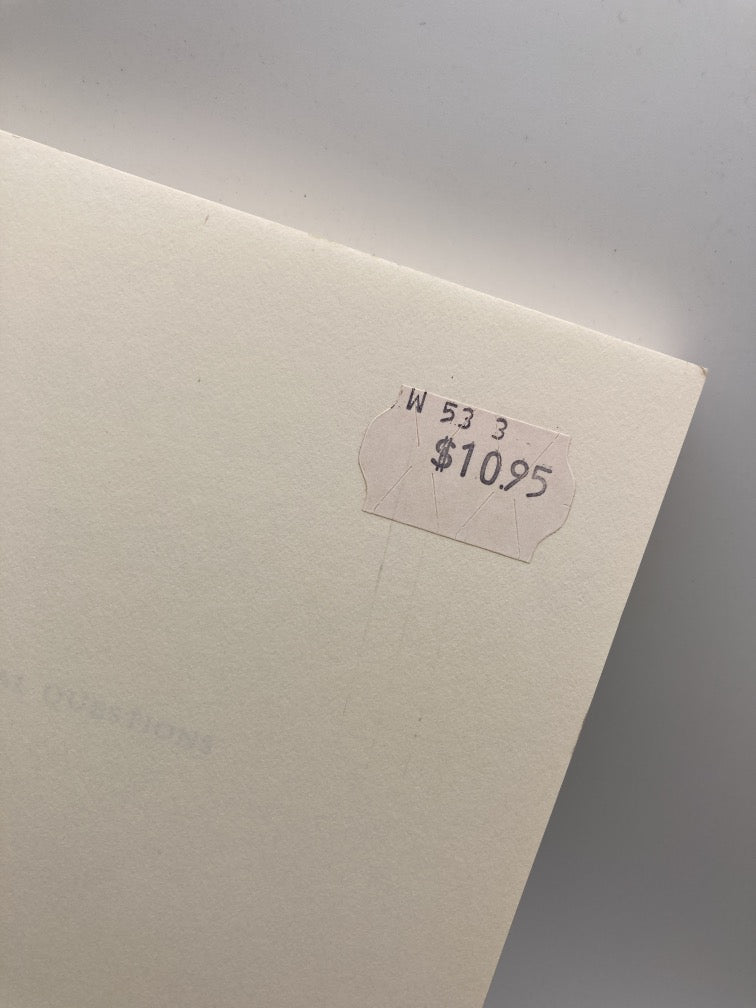 W 53 3
$10.95
QUESTIONS